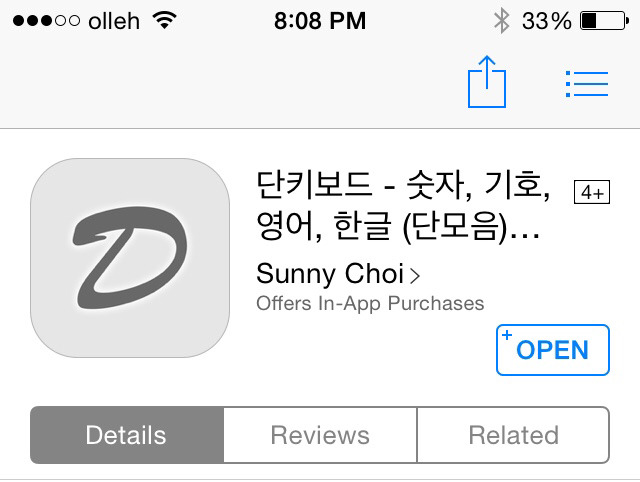 olleh 8:08 PM 33%
단키보드 - 숫자, 기호, 4+
영어, 한글 (단모음)...
Sunny Choi >
Offers In-App Purchases
+ OPEN
D
Details Reviews Related